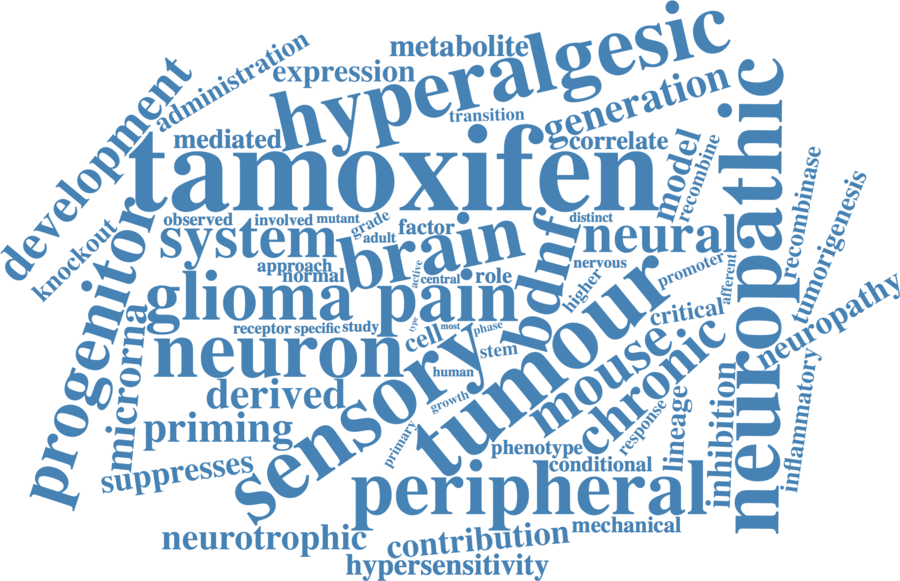 metabolite
hyperalgesic
administration
expression
development
generation
transition
mediated
correlate
tamoxifen
model
recombine
neuropathic
recombinase
tumorigenesis
knockout
progenitor
observed
involved
mutant
grade
adult
factor
distinct
system
brain
bdnf
neural
approach
normal
active
central
role
nervous
higher
promoter
afferent
glioma
pain
critical
neuropathy
receptor
specific
study
type
cell
most
phase
tumour
neuron
sensory
stem
human
mouse
chronic
microrna
derived
growth
lineage
inhibition
inflammatory
priming
primary
response
phenotype
suppresses
conditional
peripheral
mechanical
neurotrophic
contribution
hypersensitivity